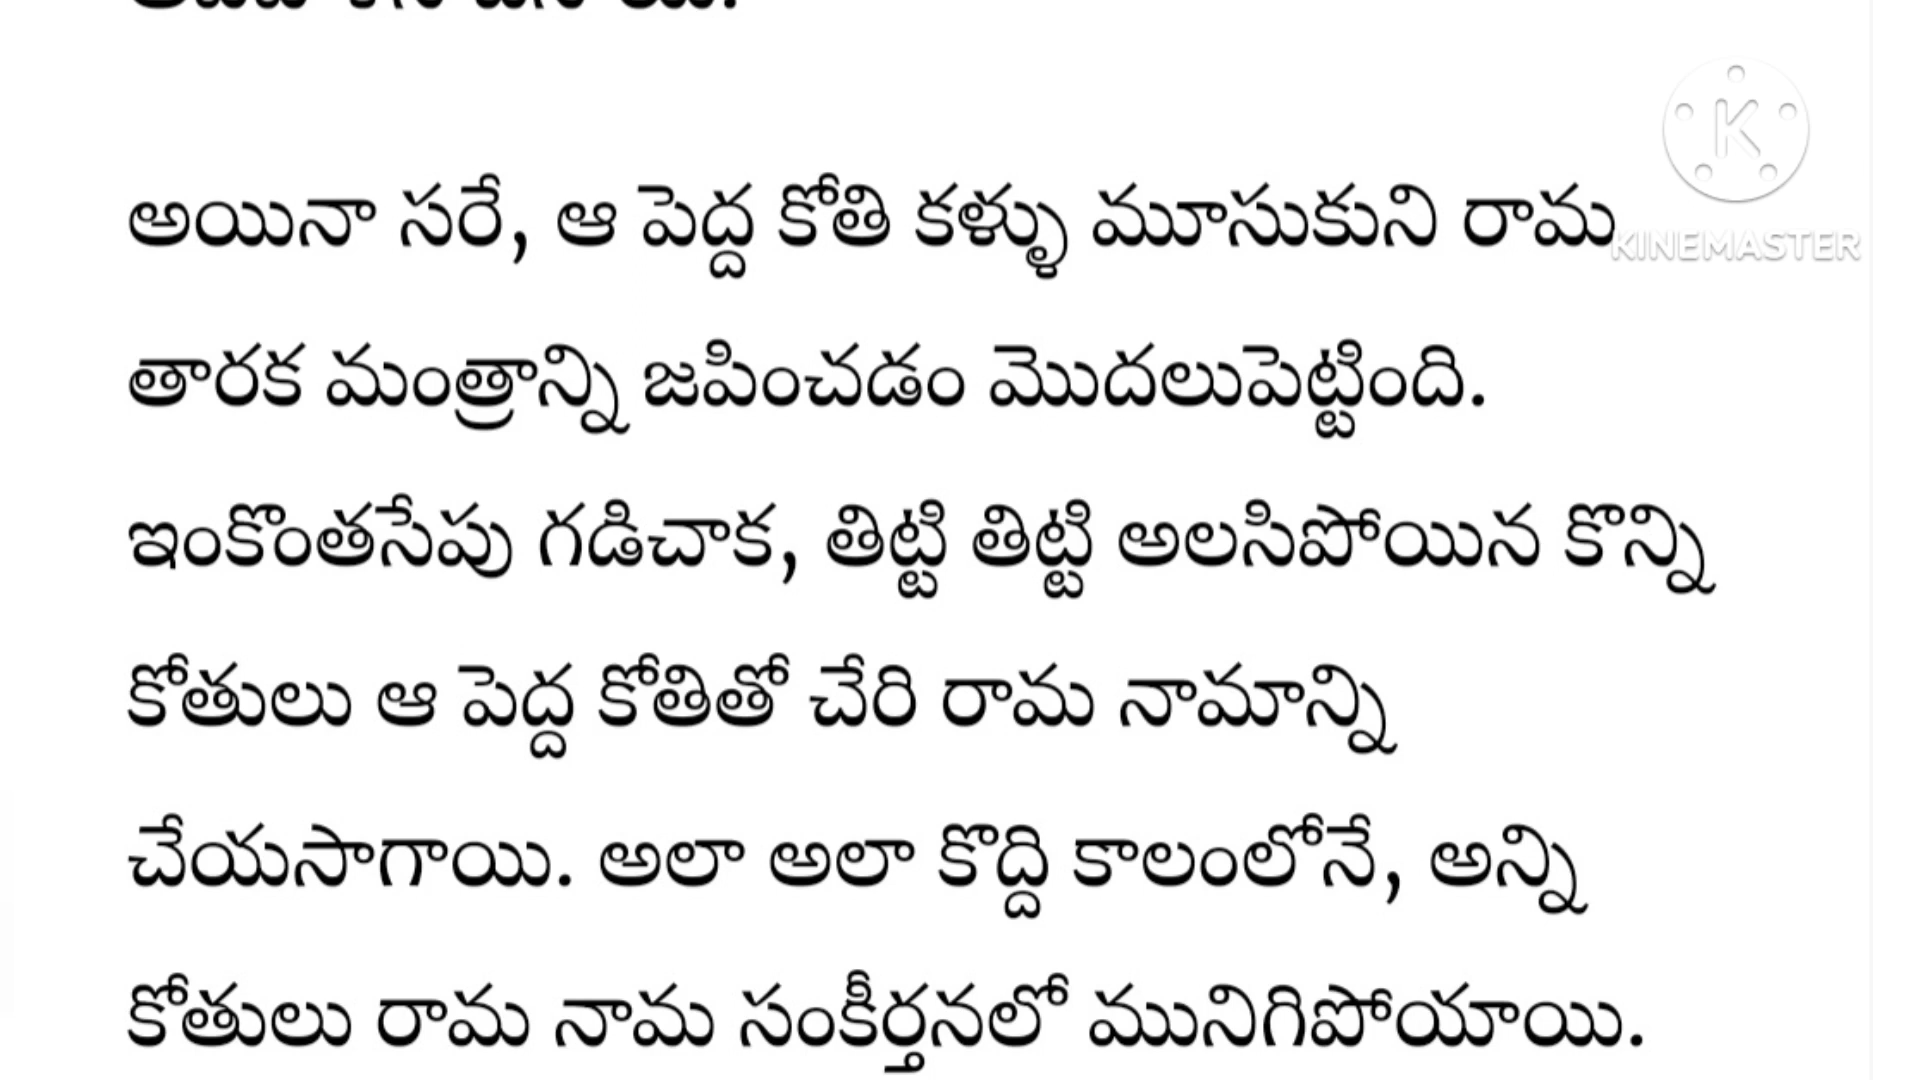 KINEMASTER
అయినా సరే, ఆ పెద్ద కోతి కళ్ళు మూసుకుని రామ
తారక మంత్రాన్ని జపించడం మొదలుపెట్టింది.
ఇంకొంతసేపు గడిచాక, తిట్టి తిట్టి అలసిపోయిన కొన్ని
కోతులు ఆ పెద్ద కోతితో చేరి రామ నామాన్ని
చేయసాగాయి. అలా అలా కొద్ది కాలంలోనే, అన్ని
కోతులు రామ నామ సంకీర్తనలో మునిగిపోయాయి.